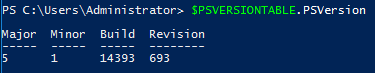 PS C:\Users\Administrator> $PSVERSIONTABLE.PSVersion
Major  Minor  Build  Revision
-----  -----  -----  --------
5      1      14393  693